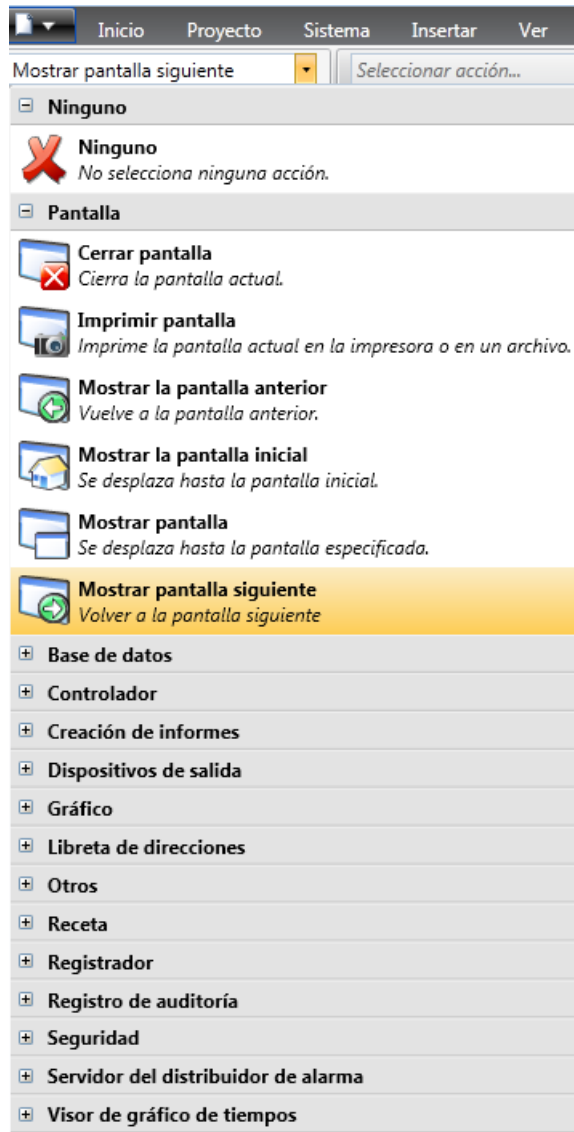 Inicio Proyecto Sistema Insertar Ver
Mostrar pantalla siguiente Seleccionar acción...
Ninguno
Ninguno
No selecciona ninguna acción.
Pantalla
Cerrar pantalla
Cierra la pantalla actual.
Imprimir pantalla
Imprime la pantalla actual en la impresora o en un archivo.
Mostrar la pantalla anterior
Vuelve a la pantalla anterior.
Mostrar la pantalla inicial
Se desplaza hasta la pantalla inicial.
Mostrar pantalla
Se desplaza hasta la pantalla especificada.
Mostrar pantalla siguiente
Volver a la pantalla siguiente
Base de datos
Controlador
Creación de informes
Dispositivos de salida
Gráfico
Libreta de direcciones
Otros
Receta
Registrador
Registro de auditoría
Seguridad
Servidor del distribuidor de alarma
Visor de gráfico de tiempos